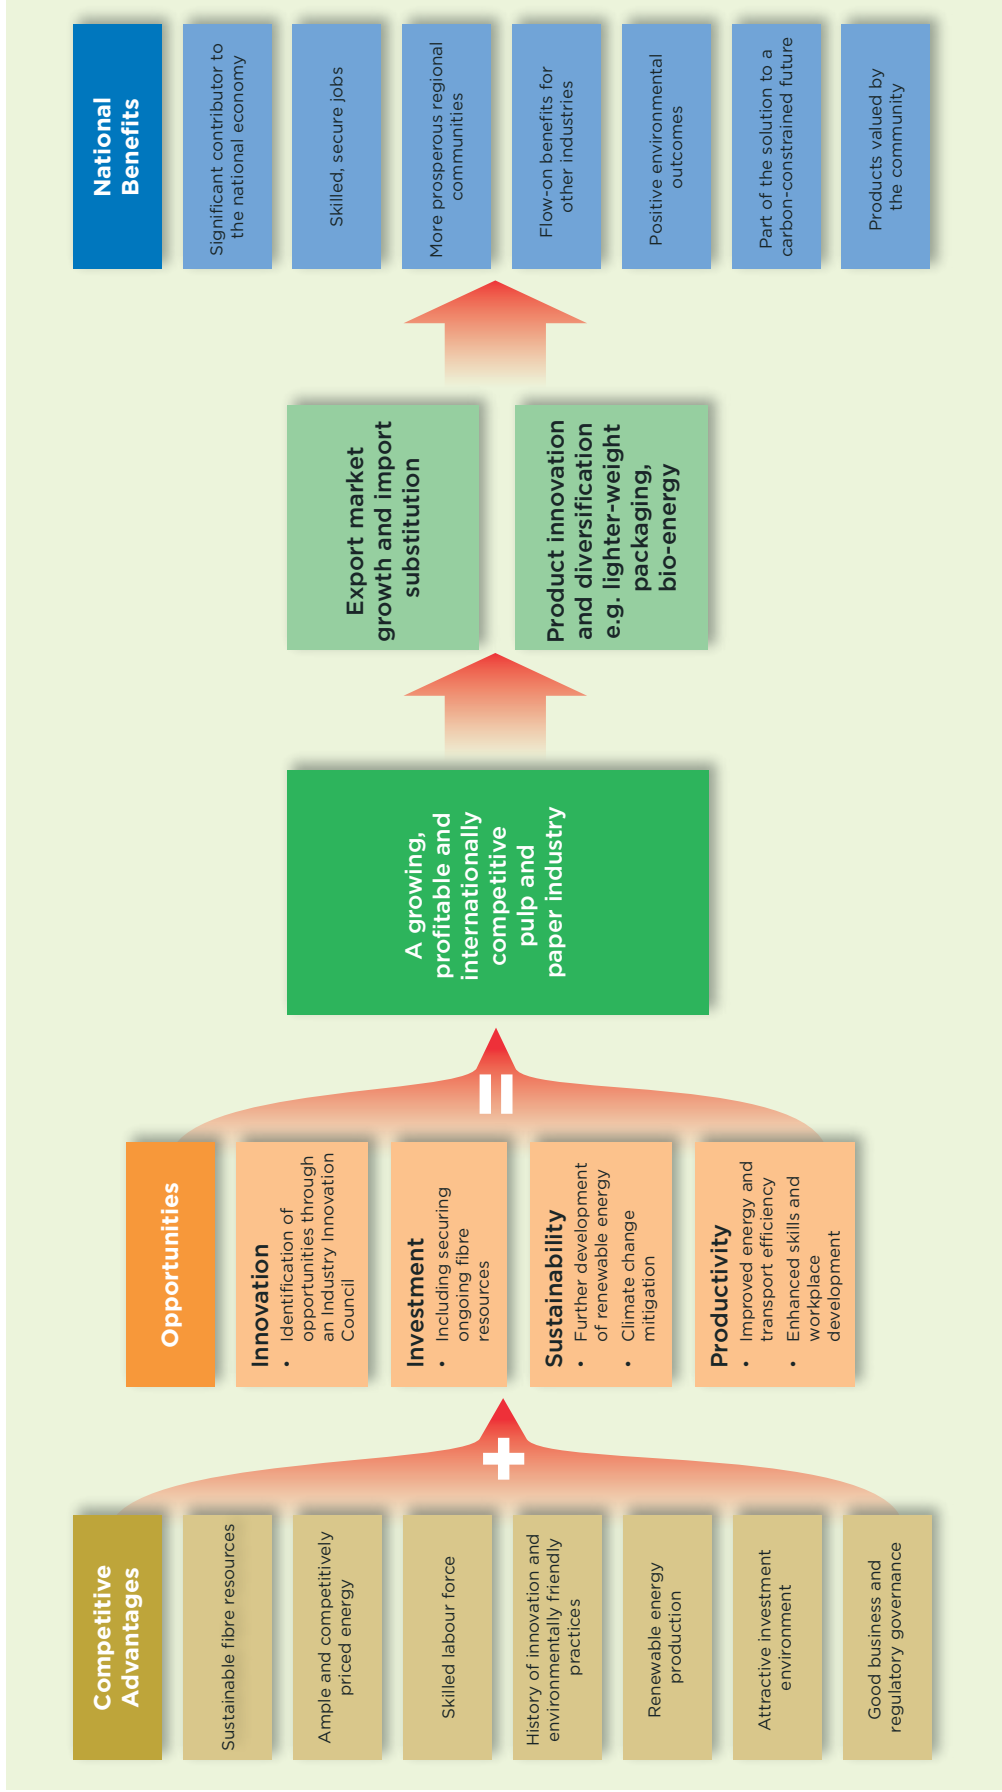 Competitive
Advantages
Sustainable fibre resources
Ample and competitively
priced energy
Skilled labour force
History of innovation and
environmentally friendly
practices
Renewable energy
production
Attractive investment
environment
Good business and
regulatory governance
+
Opportunities
Innovation
• Identification of
opportunities through
an Industry Innovation
Council
Investment
• Including securing
ongoing fibre
resources
Sustainability
• Further development
of renewable energy
• Climate change
mitigation
Productivity
• Improved energy and
transport efficiency
• Enhanced skills and
workplace
development
=
A growing,
profitable and
internationally
competitive
pulp and
paper industry
Export market
growth and import
substitution
Product innovation
and diversification
e.g. lighter-weight
packaging,
bio-energy
National
Benefits
Significant contributor to
the national economy
Skilled, secure jobs
More prosperous regional
communities
Flow-on benefits for
other industries
Positive environmental
outcomes
Part of the solution to a
carbon-constrained future
Products valued by
the community